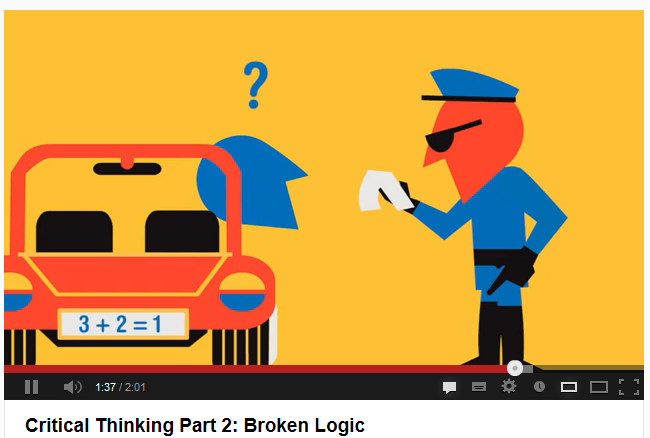 ?
3 + 2 = 1
1:37 / 2:01
Critical Thinking Part 2: Broken Logic